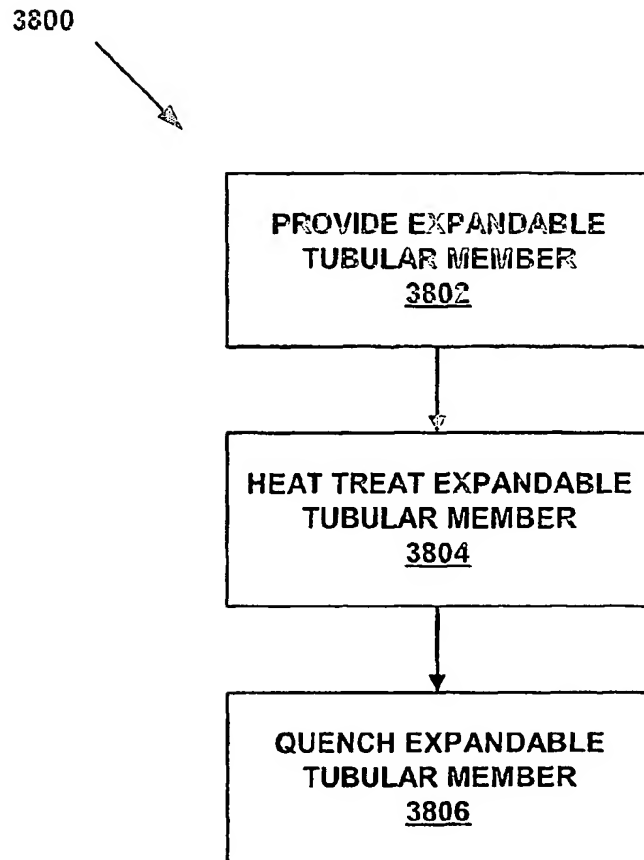 3800
PROVIDE EXPANDABLE
TUBULAR MEMBER
3802
HEAT TREAT EXPANDABLE
TUBULAR MEMBER
3804
QUENCH EXPANDABLE
TUBULAR MEMBER
3806